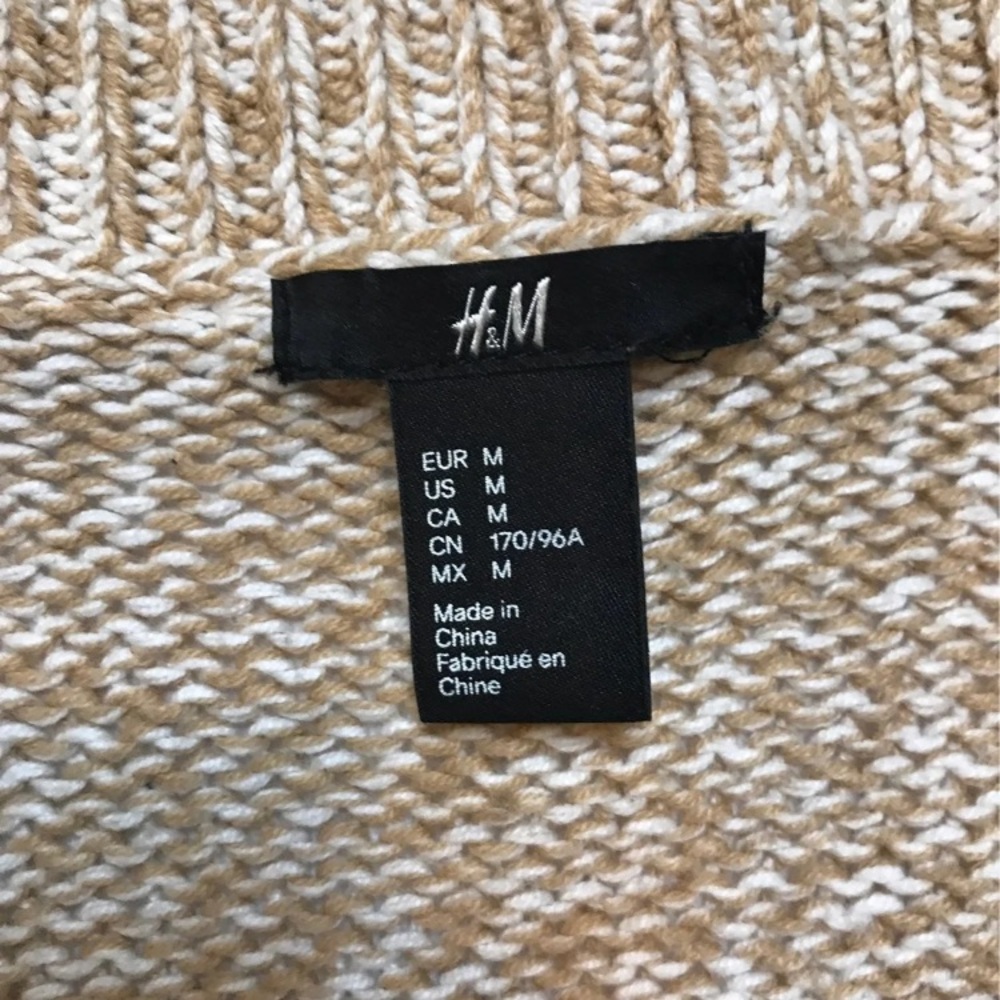 H&M
EUR M
US M
CA M
CN 170/96A
MX M
Made in
China
Fabriqué en
Chine